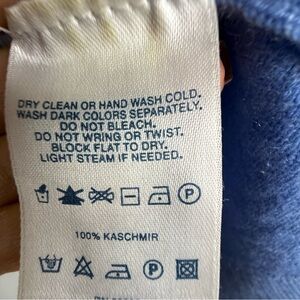 DRY CLEAN OR HAND WASH COLD.
WASH DARK COLORS SEPARATELY.
DO NOT BLEACH.
DO NOT WRING OR TWIST.
BLOCK FLAT TO DRY.
LIGHT STEAM IF NEEDED.
P
100% KASCHMIR
P